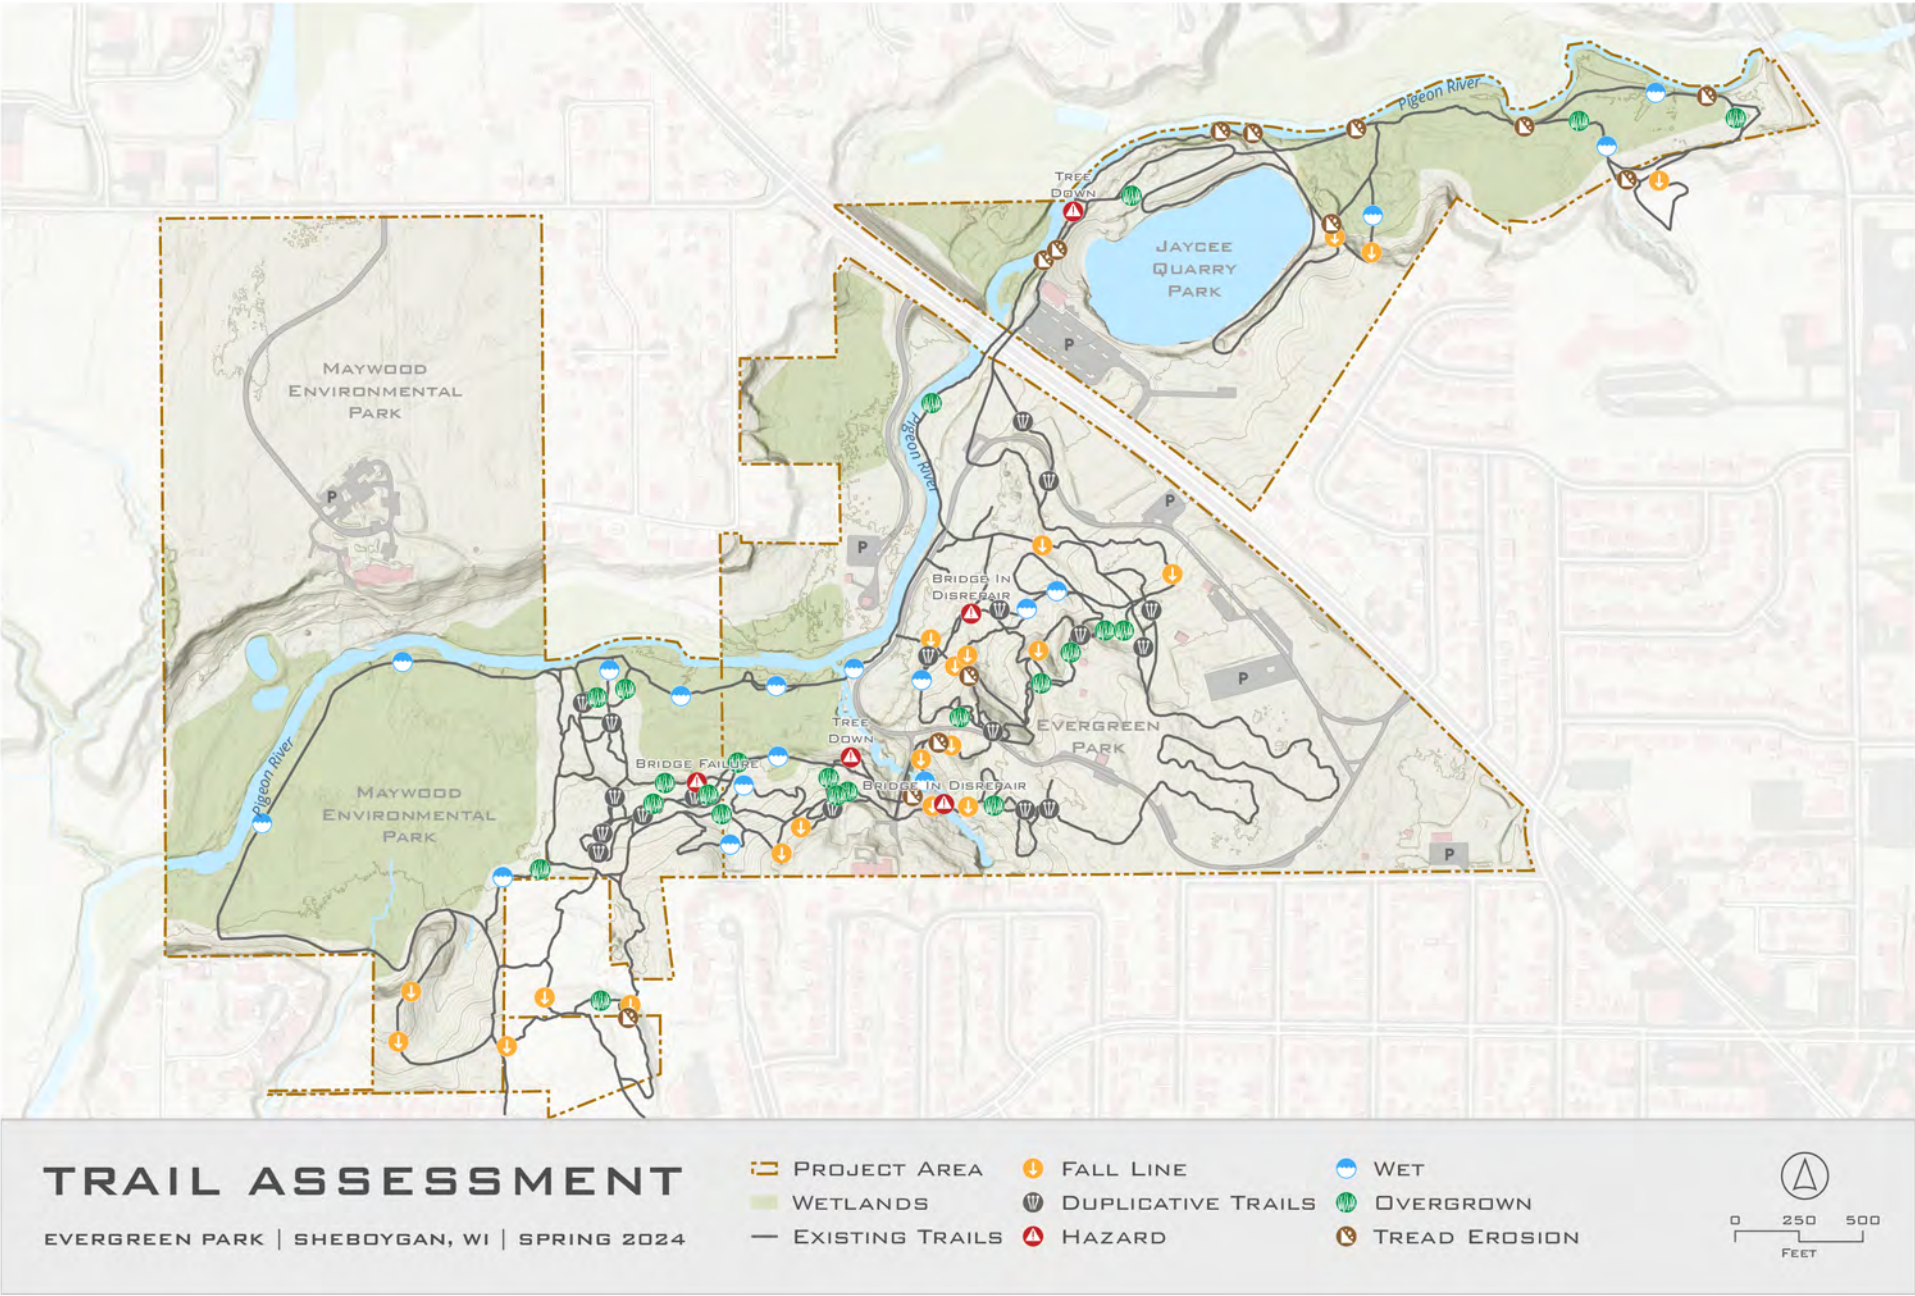 Pigeon River
TREE
DOWN
JAYCEE
QUARRY
PARK
P
MAYWOOD
ENVIRONMENTAL
PARK
P
Pigeon River
P
P
BRIDGE IN
DISREPAIR
P
EVERGREEN
PARK
TREE
DOWN
BRIDGE FAILURE
BRIDGE IN DISREPAIR
Pigeon River
MAYWOOD
ENVIRONMENTAL
PARK
P
TRAIL ASSESSMENT
EVERGREEN PARK | SHEBOYGAN, WI | SPRING 2024
PROJECT AREA
WETLANDS
EXISTING TRAILS
FALL LINE
DUPLICATIVE TRAILS
HAZARD
WET
OVERGROWN
TREAD EROSION
0 250 500
FEET